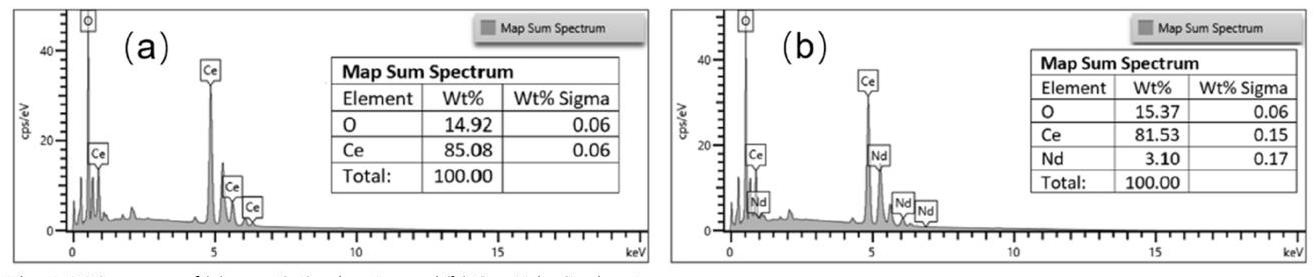 (a)
Map Sum Spectrum
cps/eV
40
20
0
O
Ce
Ce
Ce
Ce
Map Sum Spectrum
Element Wt% Wt% Sigma
O 14.92 0.06
Ce 85.08 0.06
Total: 100.00
0 5 10 15 keV
(b)
Map Sum Spectrum
cps/eV
40
20
0
O
Ce
Nd
Ce
Nd
Nd
Nd
Map Sum Spectrum
Element Wt% Wt% Sigma
O 15.37 0.06
Ce 81.53 0.15
Nd 3.10 0.17
Total: 100.00
0 5 10 15 keV